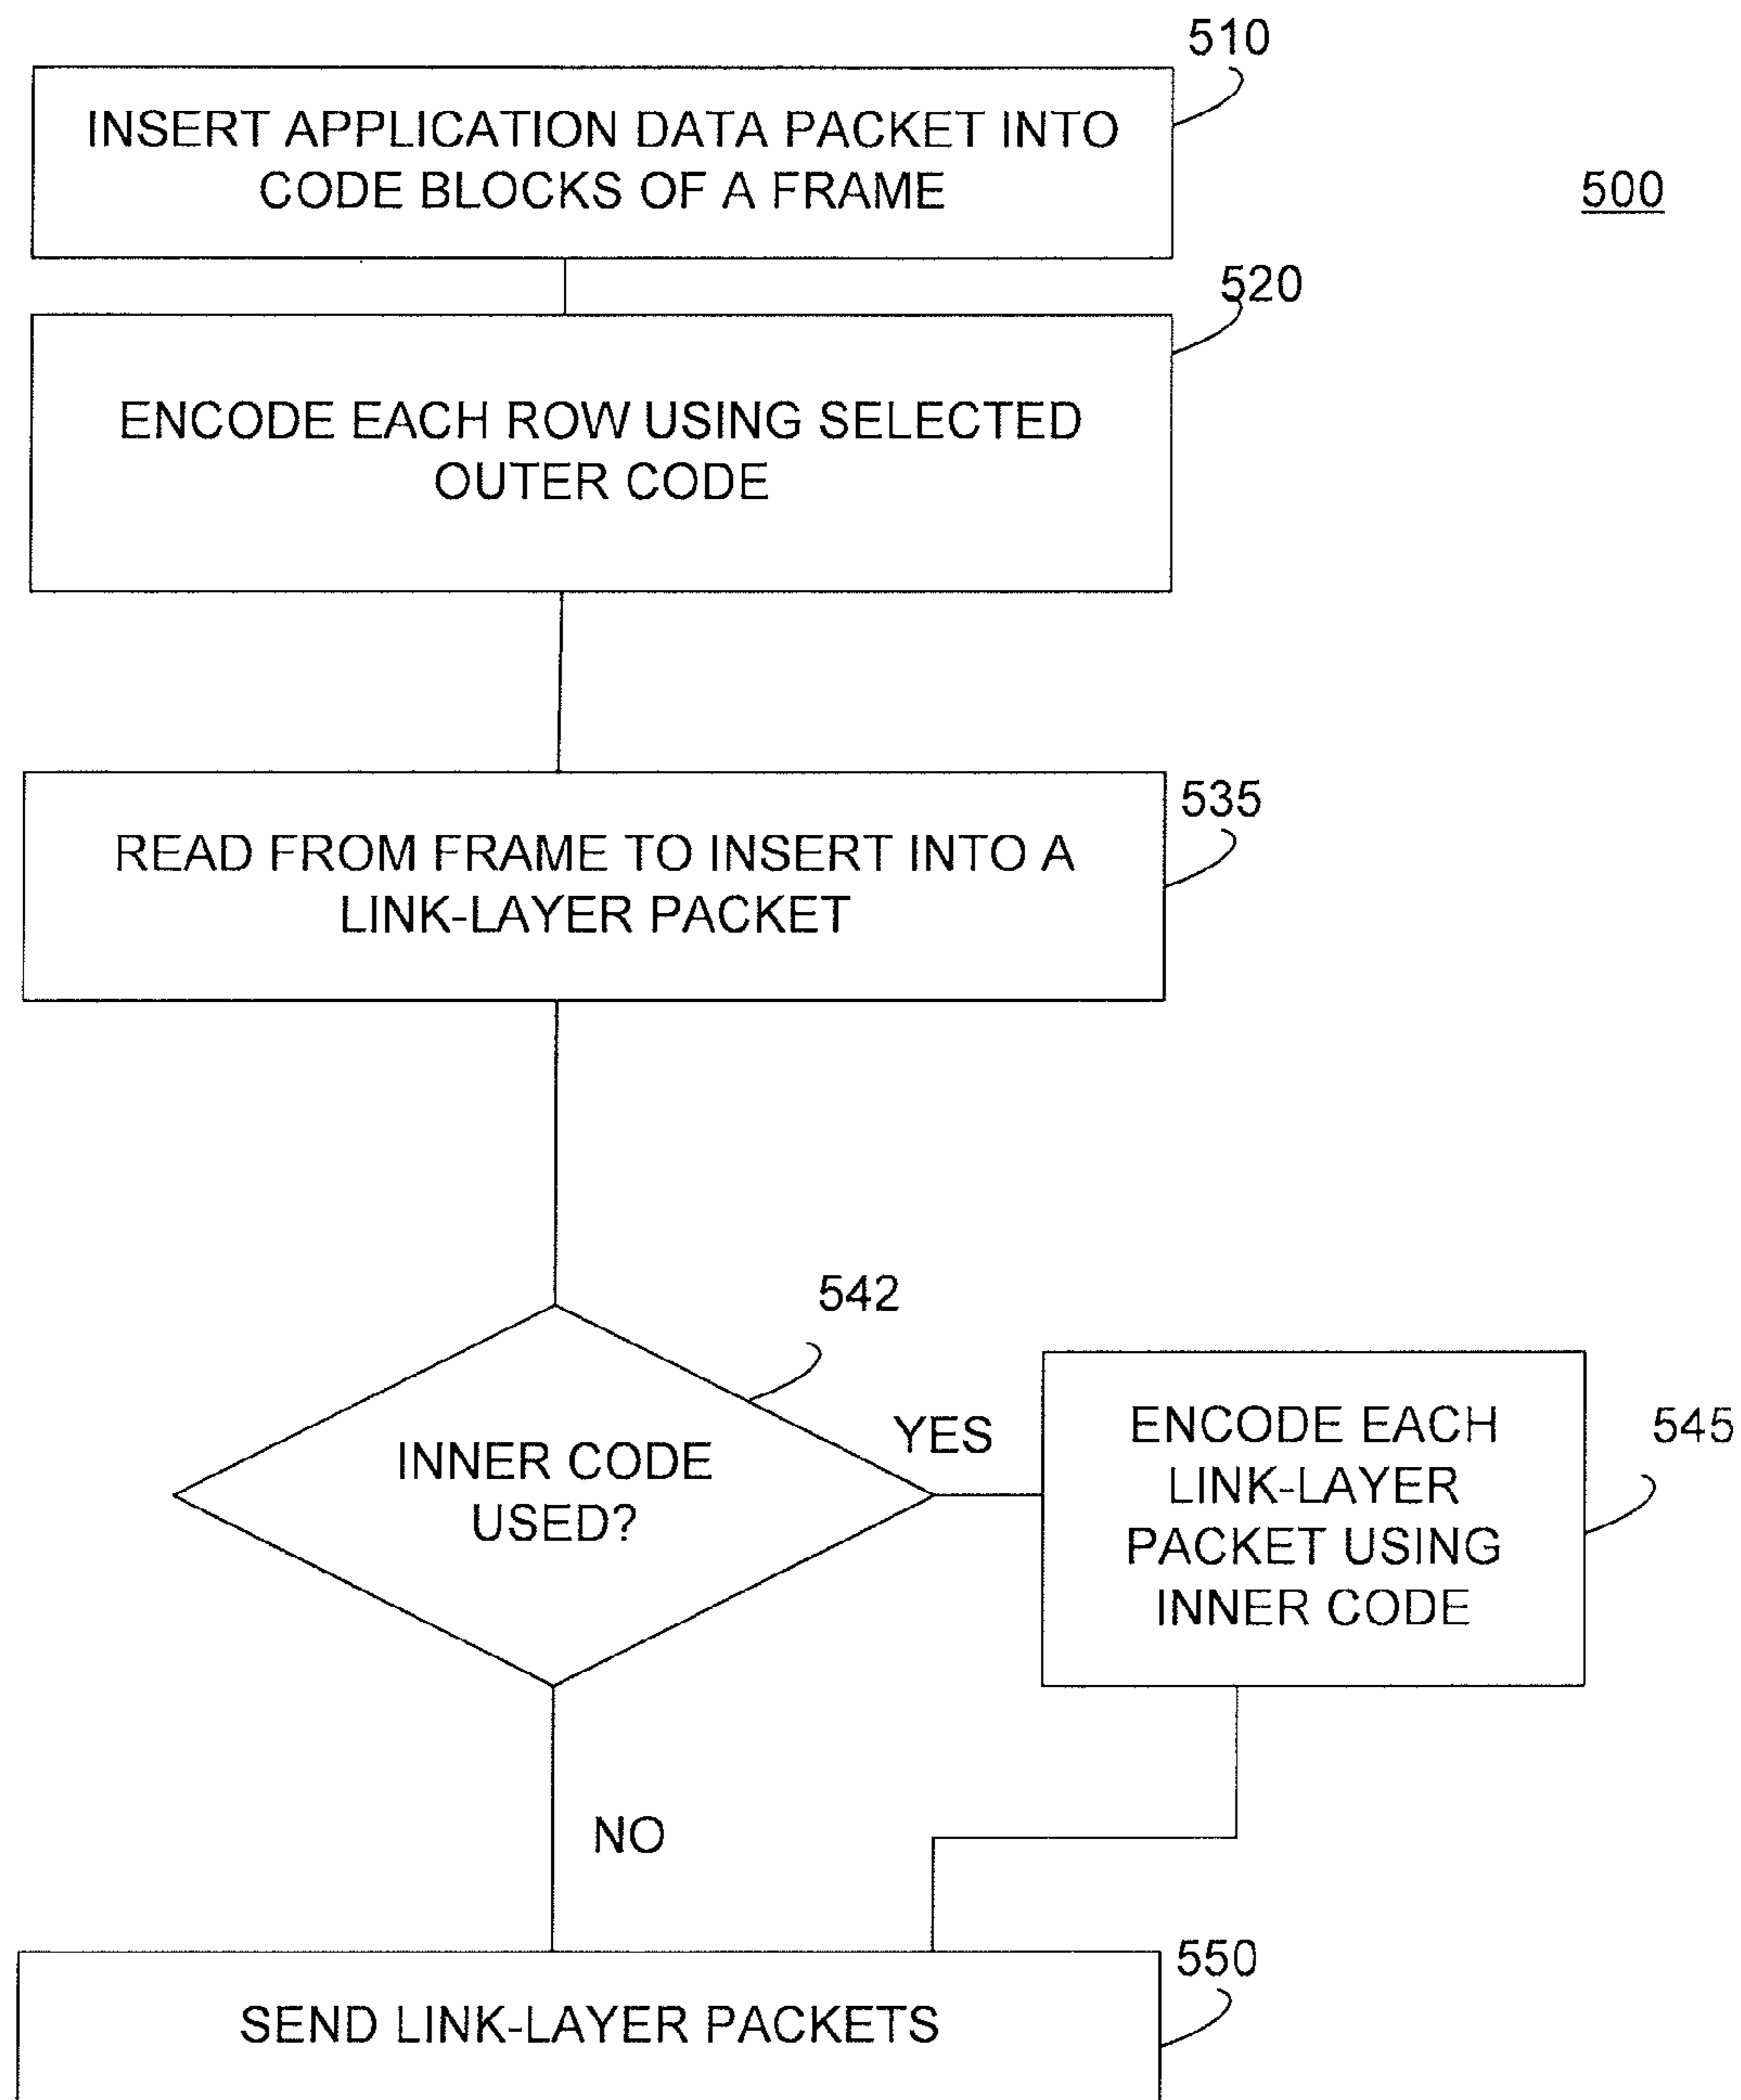 510
INSERT APPLICATION DATA PACKET INTO
CODE BLOCKS OF A FRAME
500
520
ENCODE EACH ROW USING SELECTED
OUTER CODE
535
READ FROM FRAME TO INSERT INTO A
LINK-LAYER PACKET
542
INNER CODE
USED?
YES
ENCODE EACH
LINK-LAYER
PACKET USING
INNER CODE
545
NO
550
SEND LINK-LAYER PACKETS